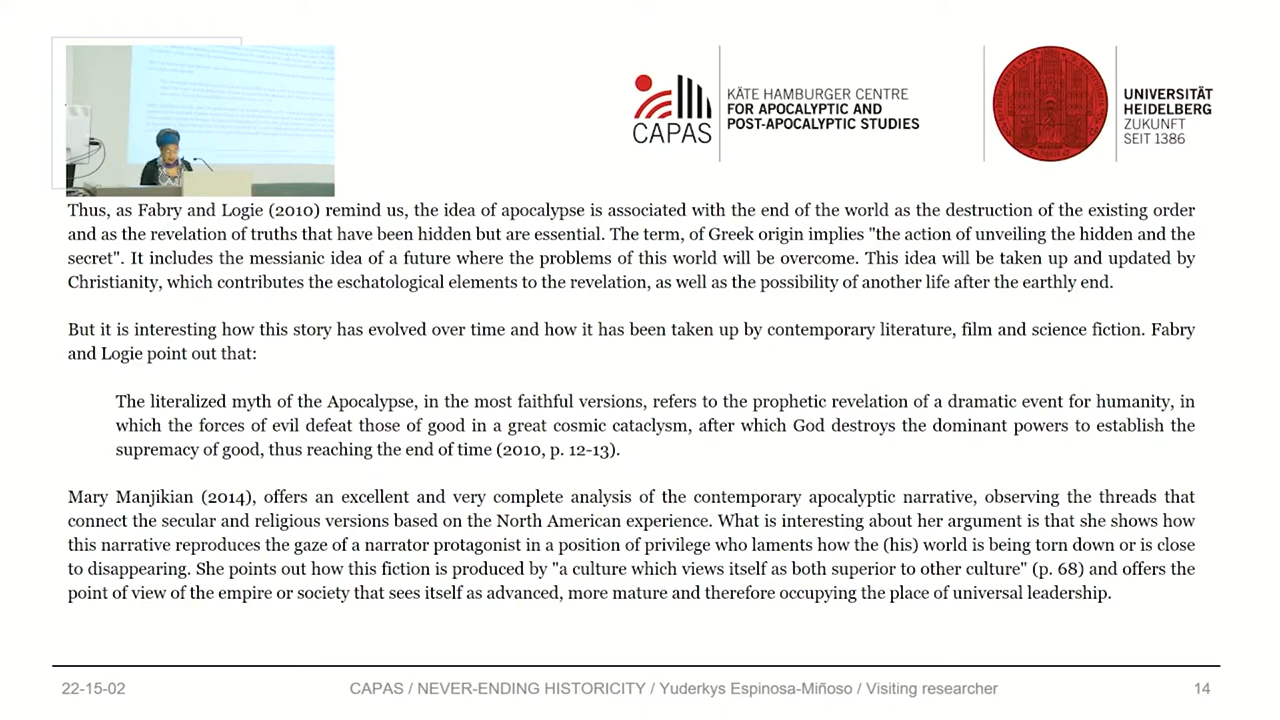 CAPAS
KÄTE HAMBURGER CENTRE
FOR APOCALYPTIC AND
POST-APOCALYPTIC STUDIES
UNIVERSITÄT
HEIDELBERG
ZUKUNFT
SEIT 1386
Thus, as Fabry and Logie (2010) remind us, the idea of apocalypse is associated with the end of the world as the destruction of the existing order
and as the revelation of truths that have been hidden but are essential. The term, of Greek origin implies "the action of unveiling the hidden and the
secret". It includes the messianic idea of a future where the problems of this world will be overcome. This idea will be taken up and updated by
Christianity, which contributes the eschatological elements to the revelation, as well as the possibility of another life after the earthly end.
But it is interesting how this story has evolved over time and how it has been taken up by contemporary literature, film and science fiction. Fabry
and Logie point out that:
The literalized myth of the Apocalypse, in the most faithful versions, refers to the prophetic revelation of a dramatic event for humanity, in
which the forces of evil defeat those of good in a great cosmic cataclysm, after which God destroys the dominant powers to establish the
supremacy of good, thus reaching the end of time (2010, p. 12-13).
Mary Manjikian (2014), offers an excellent and very complete analysis of the contemporary apocalyptic narrative, observing the threads that
connect the secular and religious versions based on the North American experience. What is interesting about her argument is that she shows how
this narrative reproduces the gaze of a narrator protagonist in a position of privilege who laments how the (his) world is being torn down or is close
to disappearing. She points out how this fiction is produced by "a culture which views itself as both superior to other culture" (p. 68) and offers the
point of view of the empire or society that sees itself as advanced, more mature and therefore occupying the place of universal leadership.
22-15-02
CAPAS / NEVER-ENDING HISTORICITY / Yuderkys Espinosa-Miñoso / Visiting researcher
14